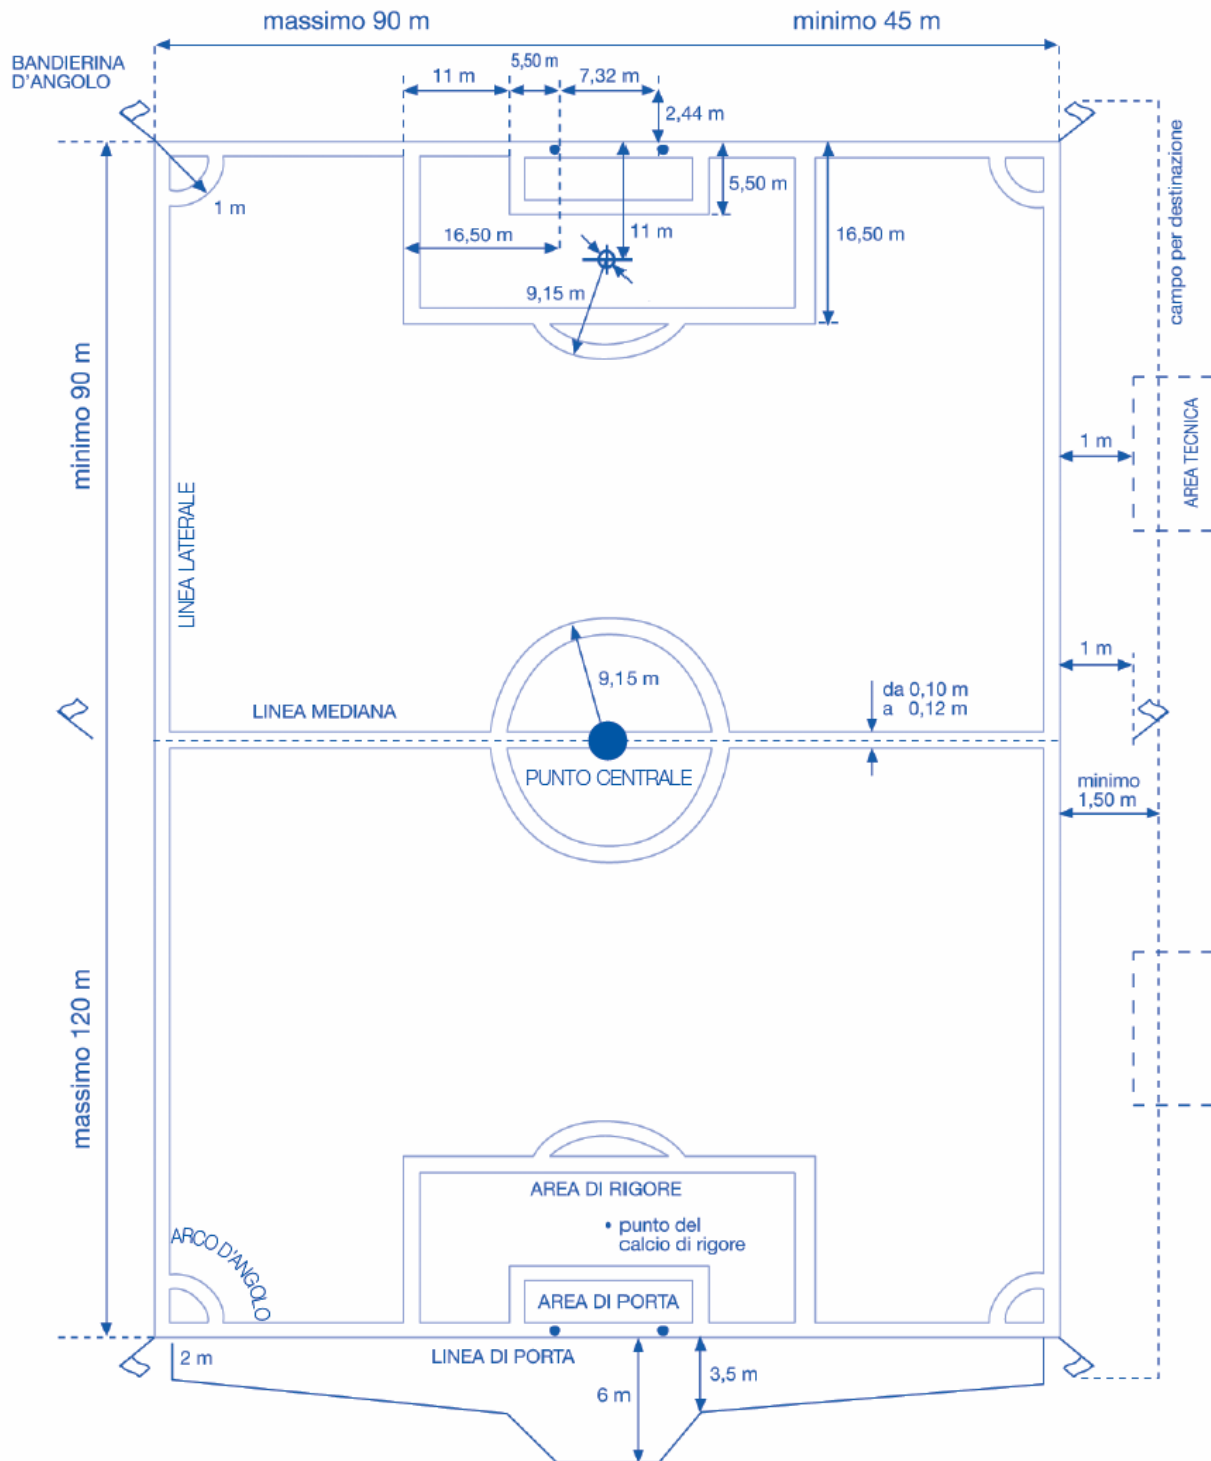 massimo 90 m
minimo 45 m
BANDIERINA
D'ANGOLO
5,50 m
11 m
7,32 m
2,44 m
campo per destinazione
5,50 m
1 m
11 m
16,50 m
16,50 m
9,15 m
minimo 90 m
AREA TECNICA
1 m
LINEA LATERALE
1 m
9,15 m
da 0,10 m
a 0,12 m
LINEA MEDIANA
PUNTO CENTRALE
minimo
1,50 m
massimo 120 m
AREA DI RIGORE
punto del
calcio di rigore
ARCO D'ANGOLO
AREA DI PORTA
LINEA DI PORTA
2 m
3,5 m
6 m